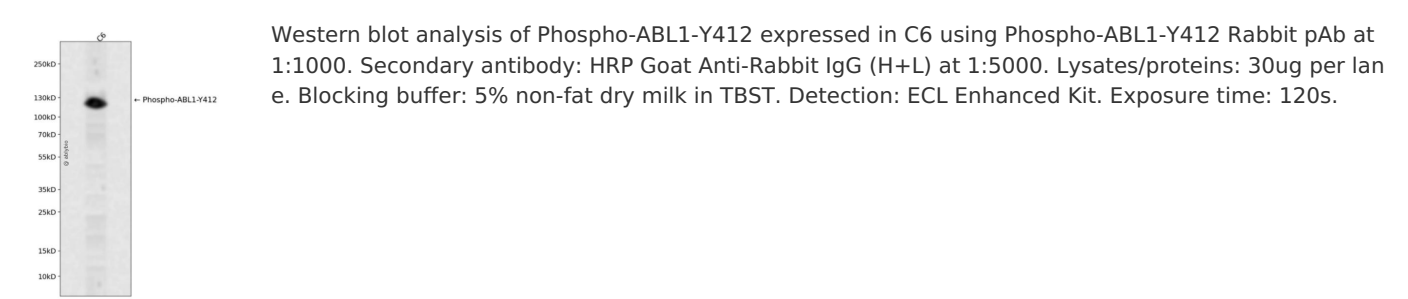 C6
250kD
130kD
← Phospho-ABL1-Y412
100kD
70kD
55kD
35kD
25kD
15kD
10kD
Western blot analysis of Phospho-ABL1-Y412 expressed in C6 using Phospho-ABL1-Y412 Rabbit pAb at
1:1000. Secondary antibody: HRP Goat Anti-Rabbit IgG (H+L) at 1:5000. Lysates/proteins: 30ug per lan
e. Blocking buffer: 5% non-fat dry milk in TBST. Detection: ECL Enhanced Kit. Exposure time: 120s.